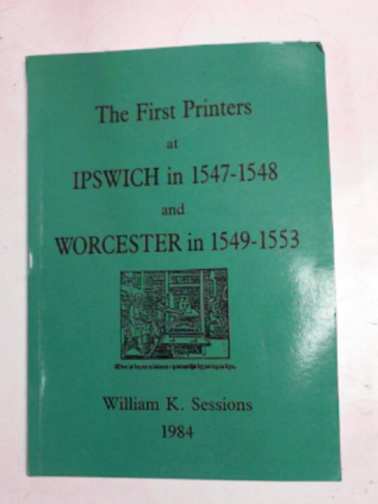 The First Printers
at
IPSWICH in 1547-1548
and
WORCESTER in 1549-1553
William K. Sessions
1984